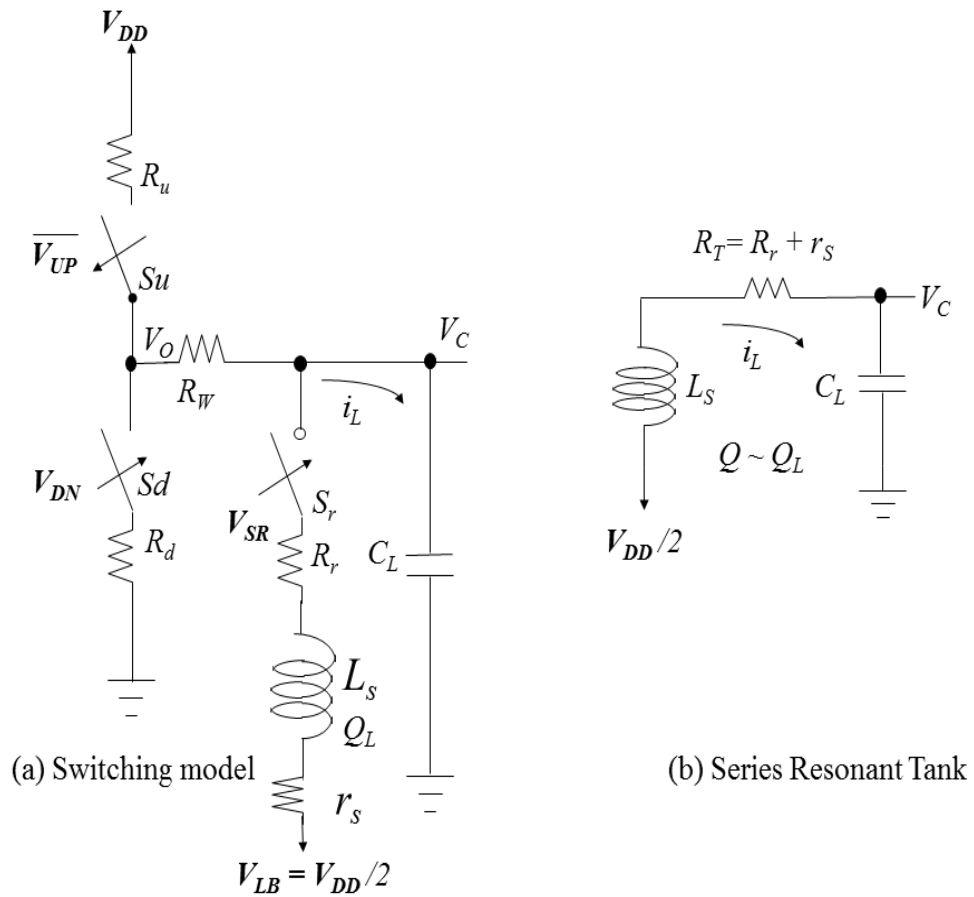 V_DD
R_u
V_UP
Su
V_O
R_W
V_C
i_L
V_DN
Sd
R_d
V_SR
S_r
R_r
C_L
L_s
Q_L
r_s
V_LB = V_DD /2
(a) Switching model
R_T= R_r + r_S
V_C
i_L
L_S
C_L
Q ~ Q_L
V_DD /2
(b) Series Resonant Tank